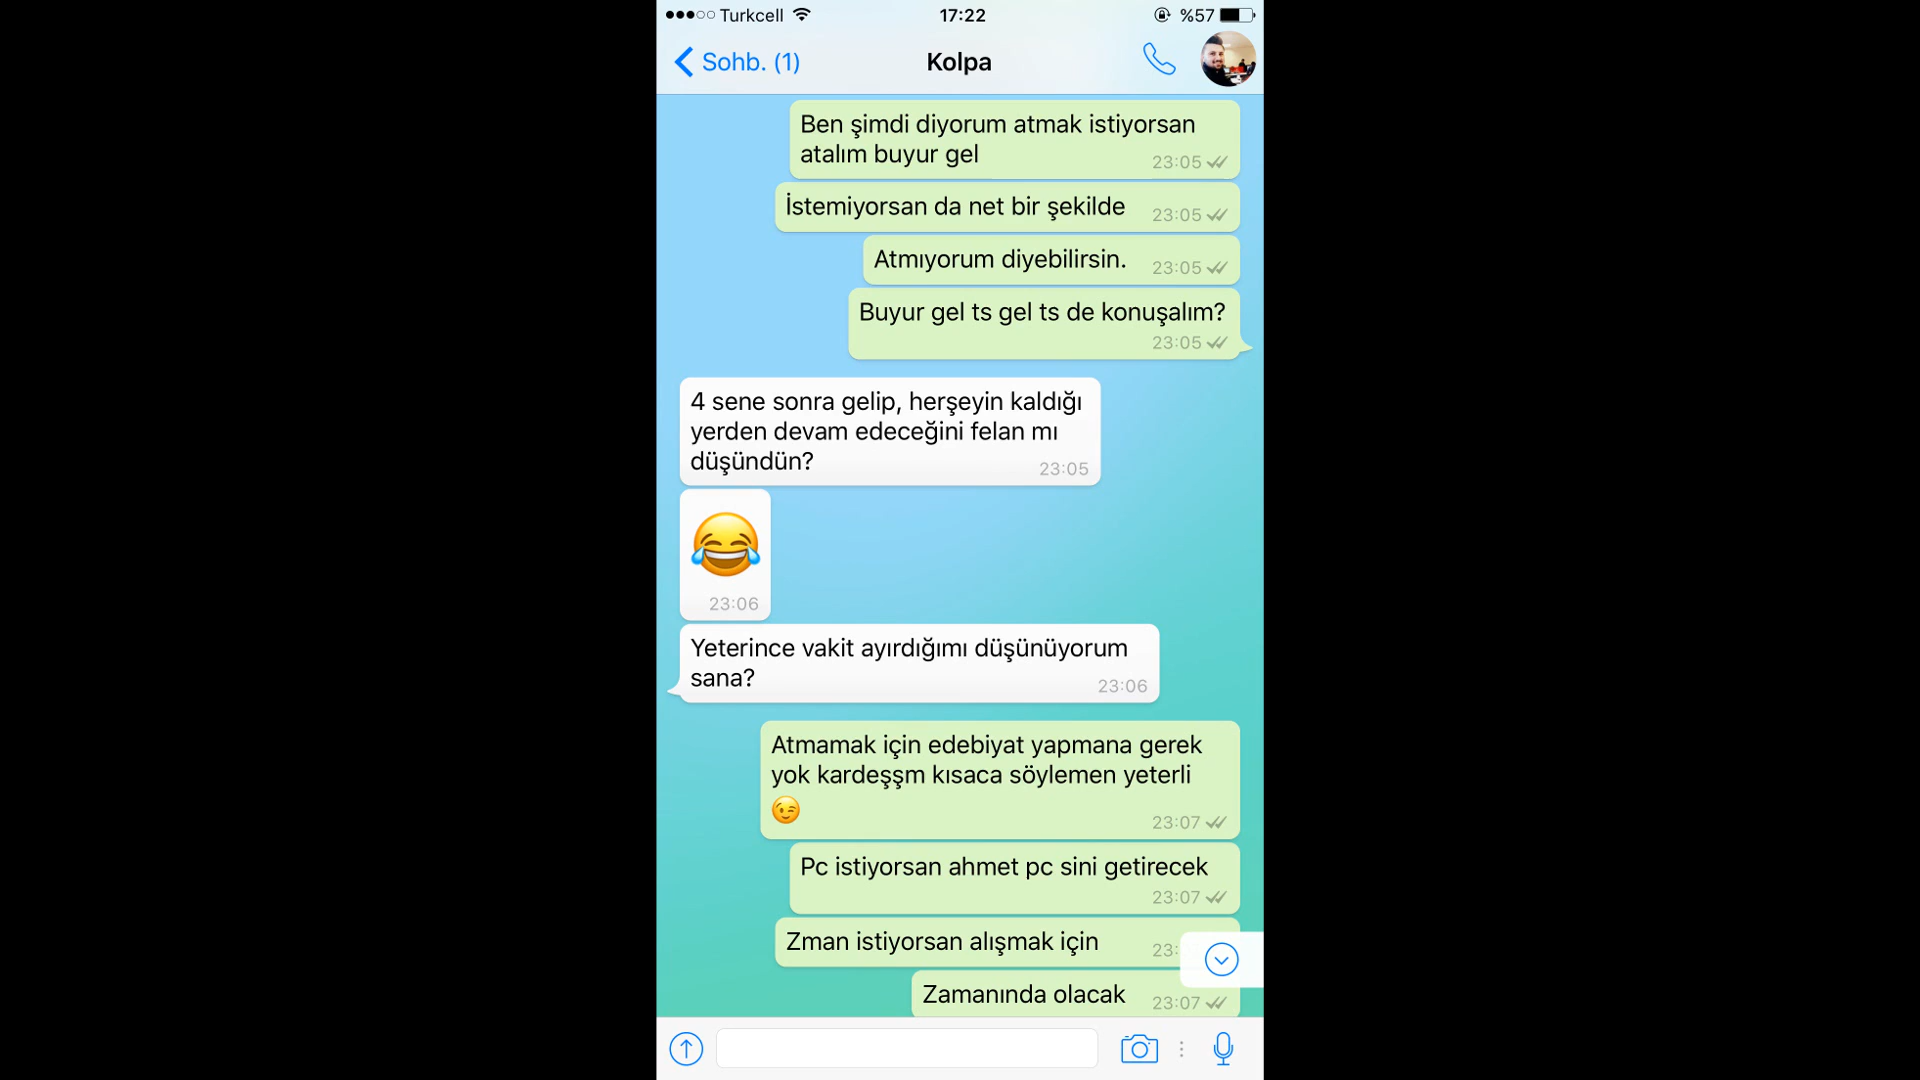 Turkcell 17:22 %57
Sohb. (1) Kolpa
Ben şimdi diyorum atmak istiyorsan
atalım buyur gel
23:05
İstemiyorsan da net bir şekilde 23:05
Atmıyorum diyebilirsin. 23:05
Buyur gel ts gel ts de konuşalım?
23:05
4 sene sonra gelip, herşeyin kaldığı
yerden devam edeceğini felan mı
düşündün? 23:05
😂
23:06
Yeterince vakit ayırdığımı düşünüyorum
sana? 23:06
Atmamak için edebiyat yapmana gerek
yok kardeşşm kısaca söylemen yeterli
😉 23:07
Pc istiyorsan ahmet pc sini getirecek
23:07
Zman istiyorsan alışmak için 23:
Zamanında olacak 23:07